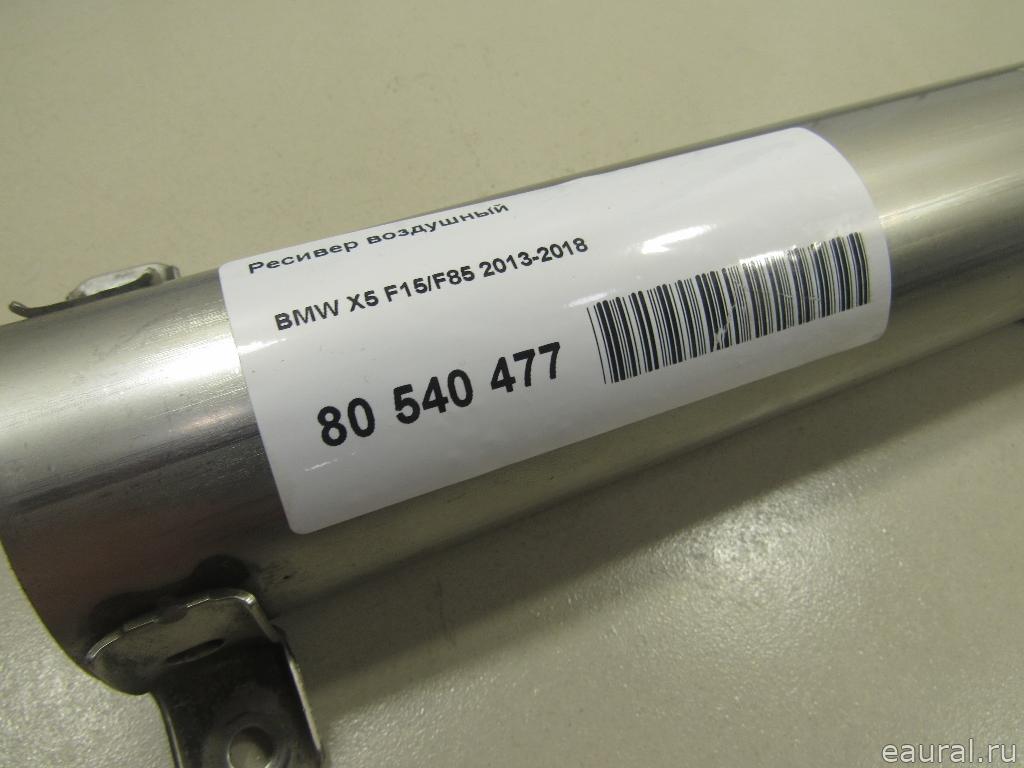 Ресивер воздушный
BMW X5 F15/F85 2013-2018
80 540 477
eaural.ru